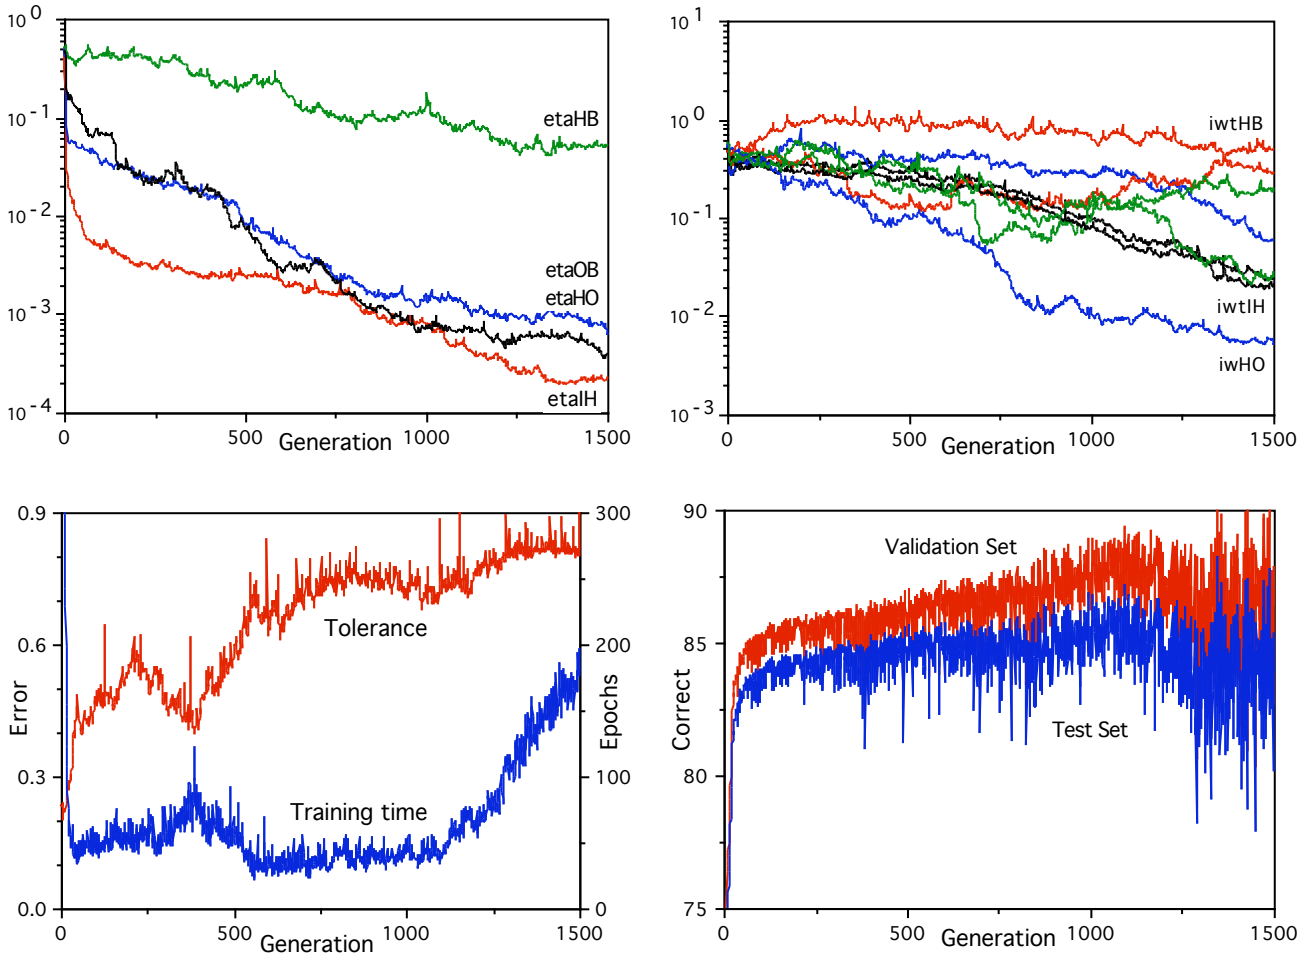 10^0
10^-1
10^-2
10^-3
10^-4
etaHB
etaOB
etaHO
etaIH
0
500
1000
1500
Generation
10^1
10^0
10^-1
10^-2
10^-3
iwtHB
iwtIH
iwHO
0
500
1000
1500
Generation
0.9
0.6
0.3
0.0
Error
300
200
100
0
Epochs
Tolerance
Training time
0
500
1000
1500
Generation
90
85
80
75
Correct
Validation Set
Test Set
0
500
1000
1500
Generation